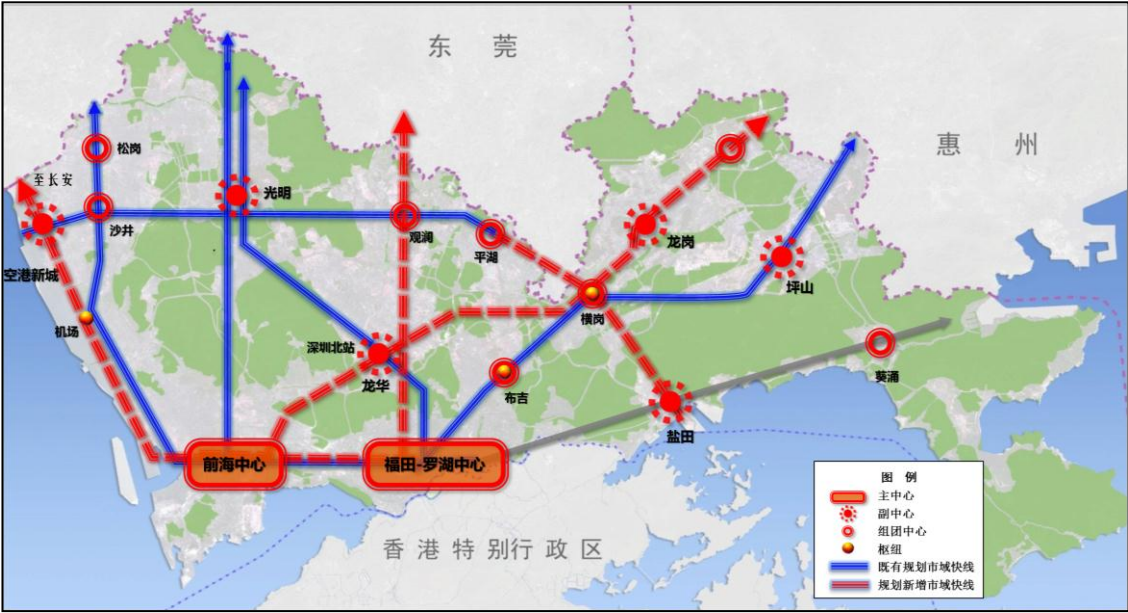 东 莞
惠 州
松岗
至长安
光明
沙井
观澜
平湖
龙岗
空港新城
坪山
机场
横岗
深圳北站
龙华
布吉
葵涌
盐田
前海中心
福田-罗湖中心
香港特别行政区
图 例
主中心
副中心
组团中心
枢纽
既有规划市域快线
规划新增市域快线